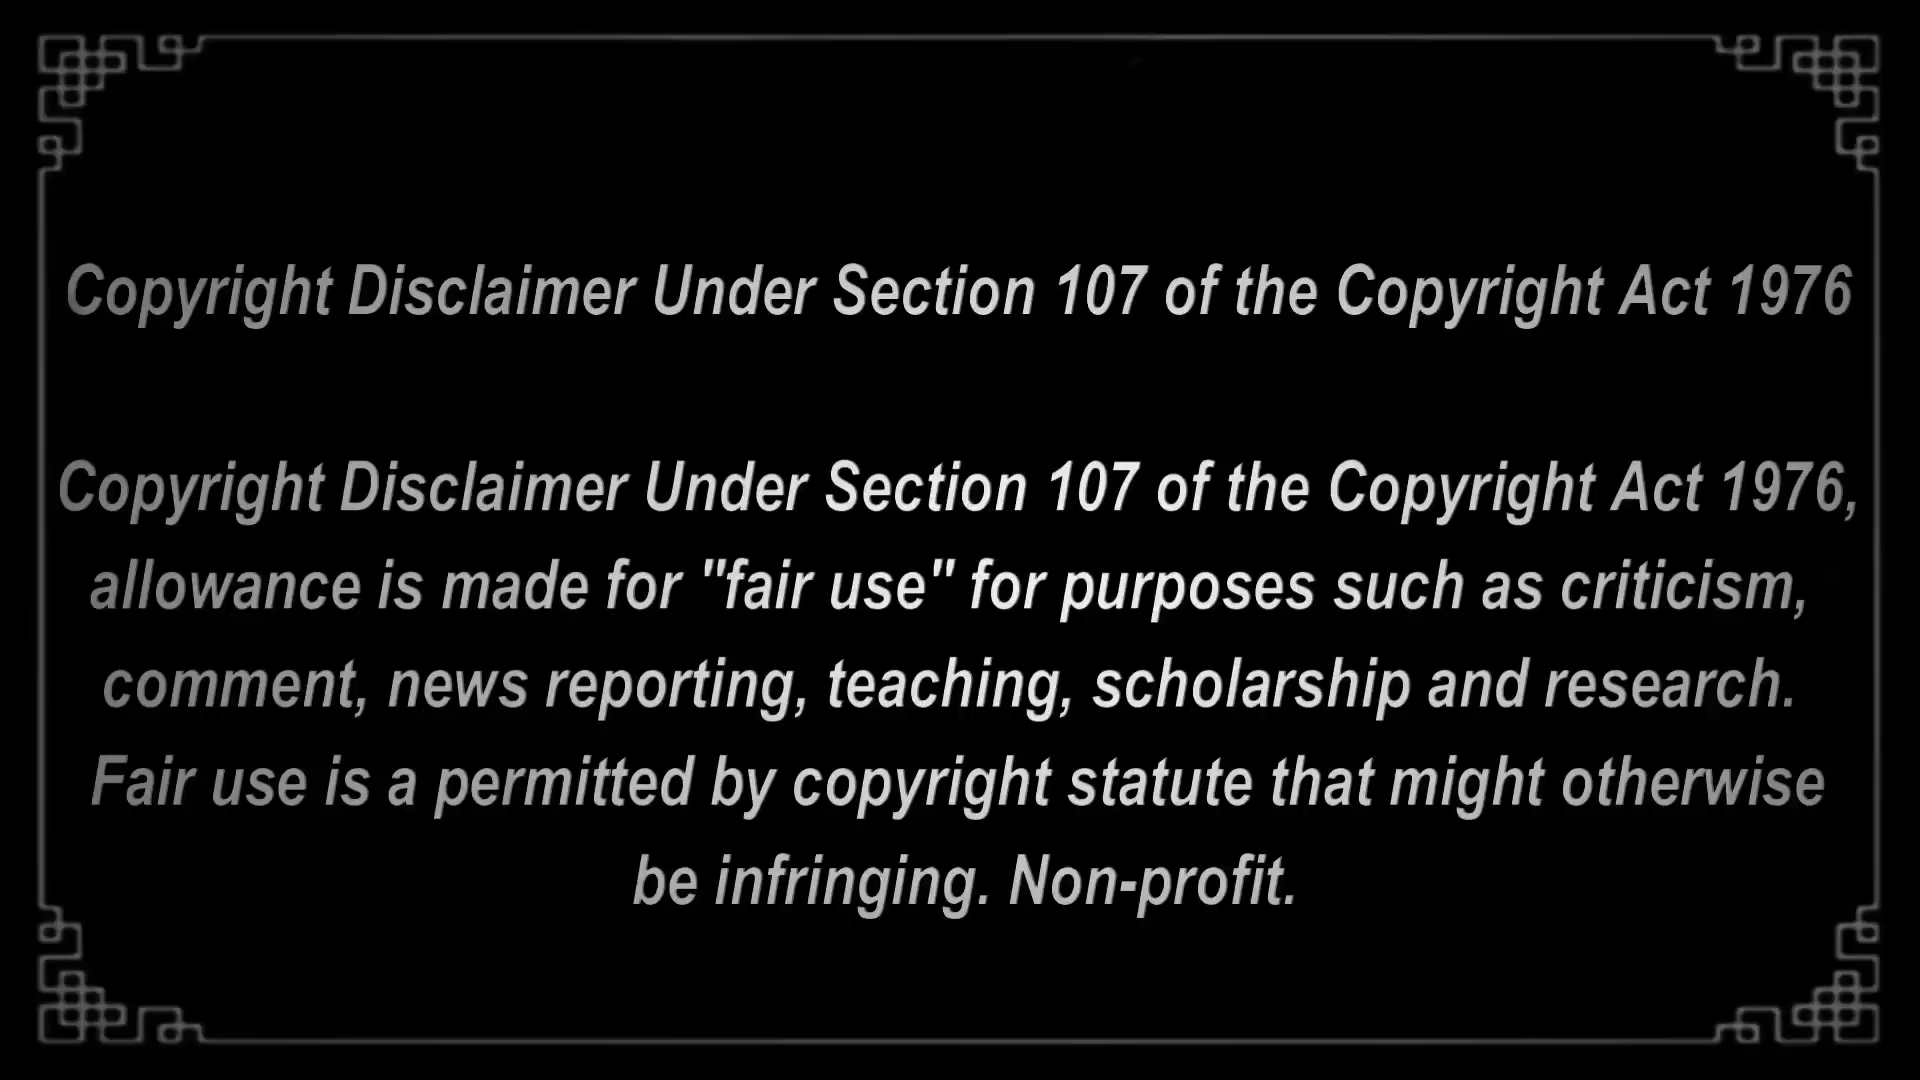 Copyright Disclaimer Under Section 107 of the Copyright Act 1976
Copyright Disclaimer Under Section 107 of the Copyright Act 1976,
allowance is made for "fair use" for purposes such as criticism,
comment, news reporting, teaching, scholarship and research.
Fair use is a permitted by copyright statute that might otherwise
be infringing. Non-profit.